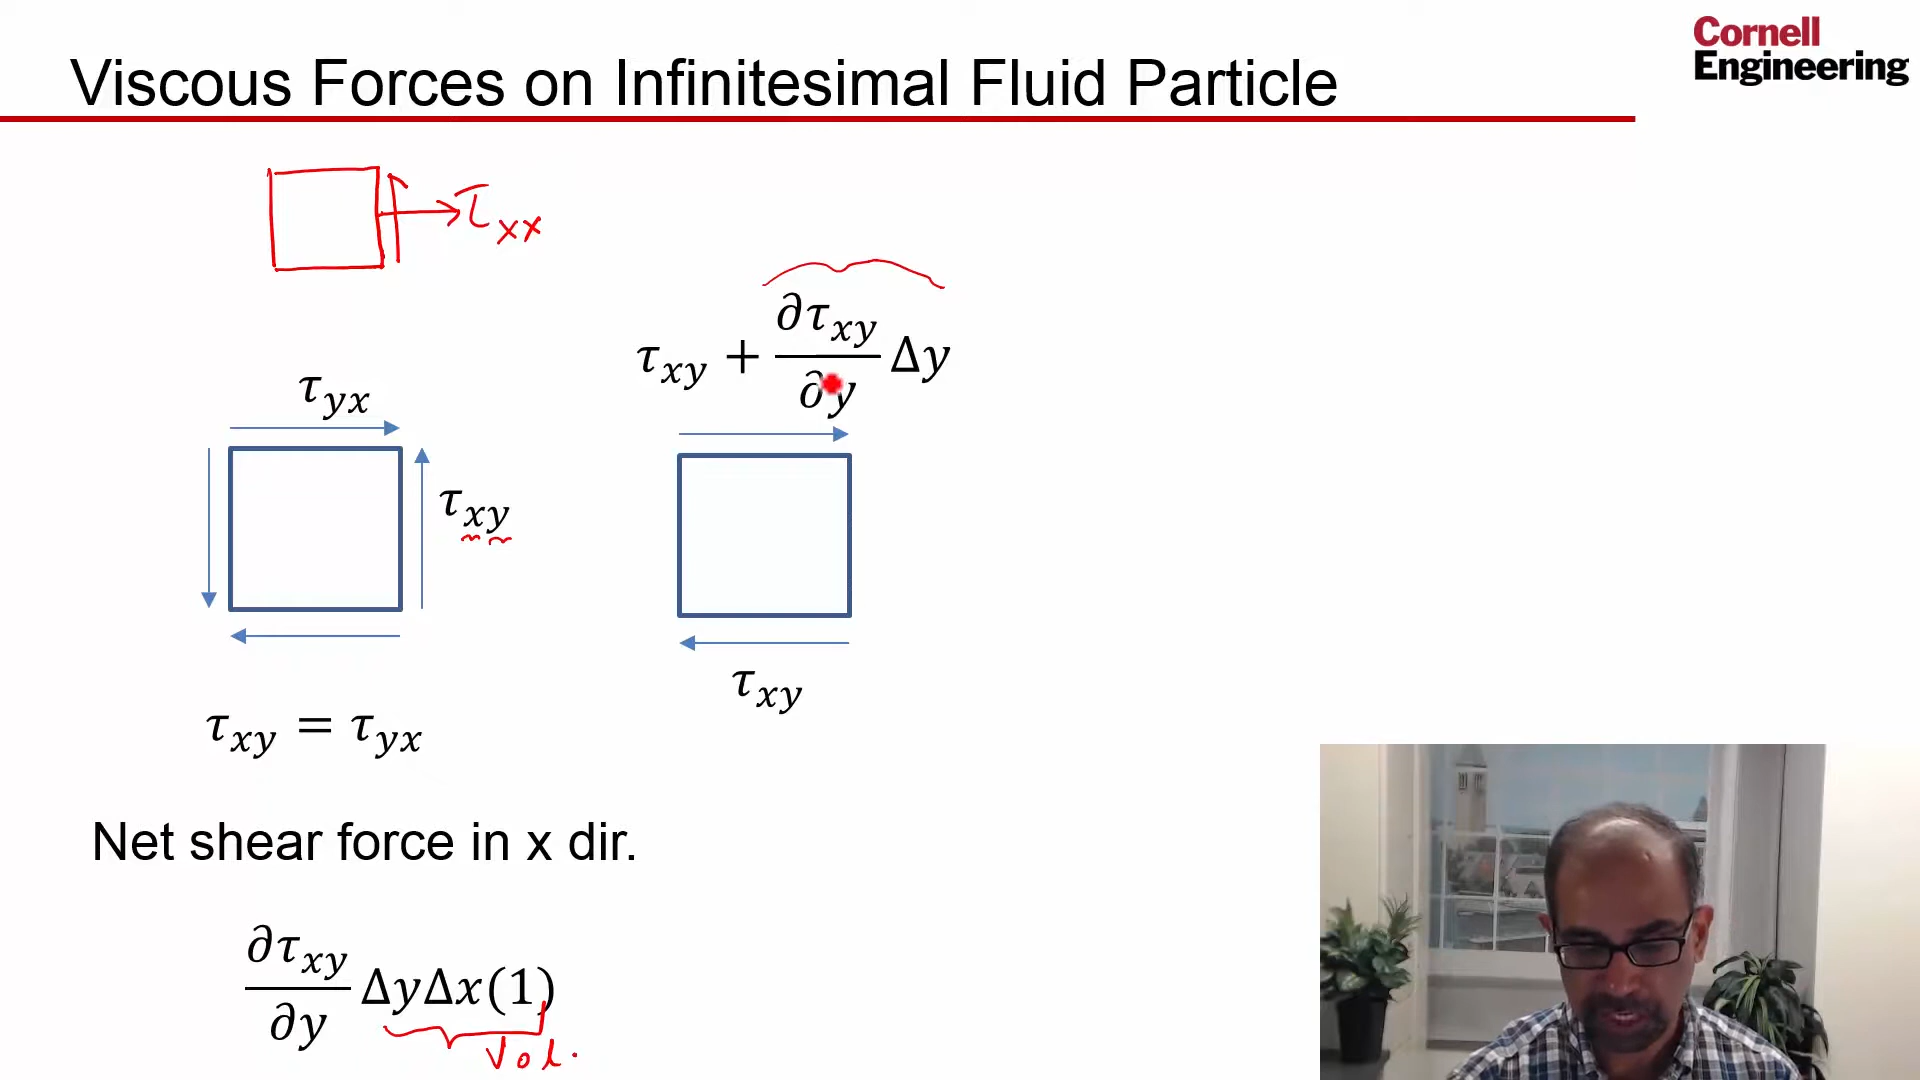 Viscous Forces on Infinitesimal Fluid Particle
Cornell
Engineering
τxx
τxy + ∂τxy/∂y Δy
τyx
τxy
τxy
τxy = τyx
Net shear force in x dir.
∂τxy/∂y ΔyΔx(1)
Vol.